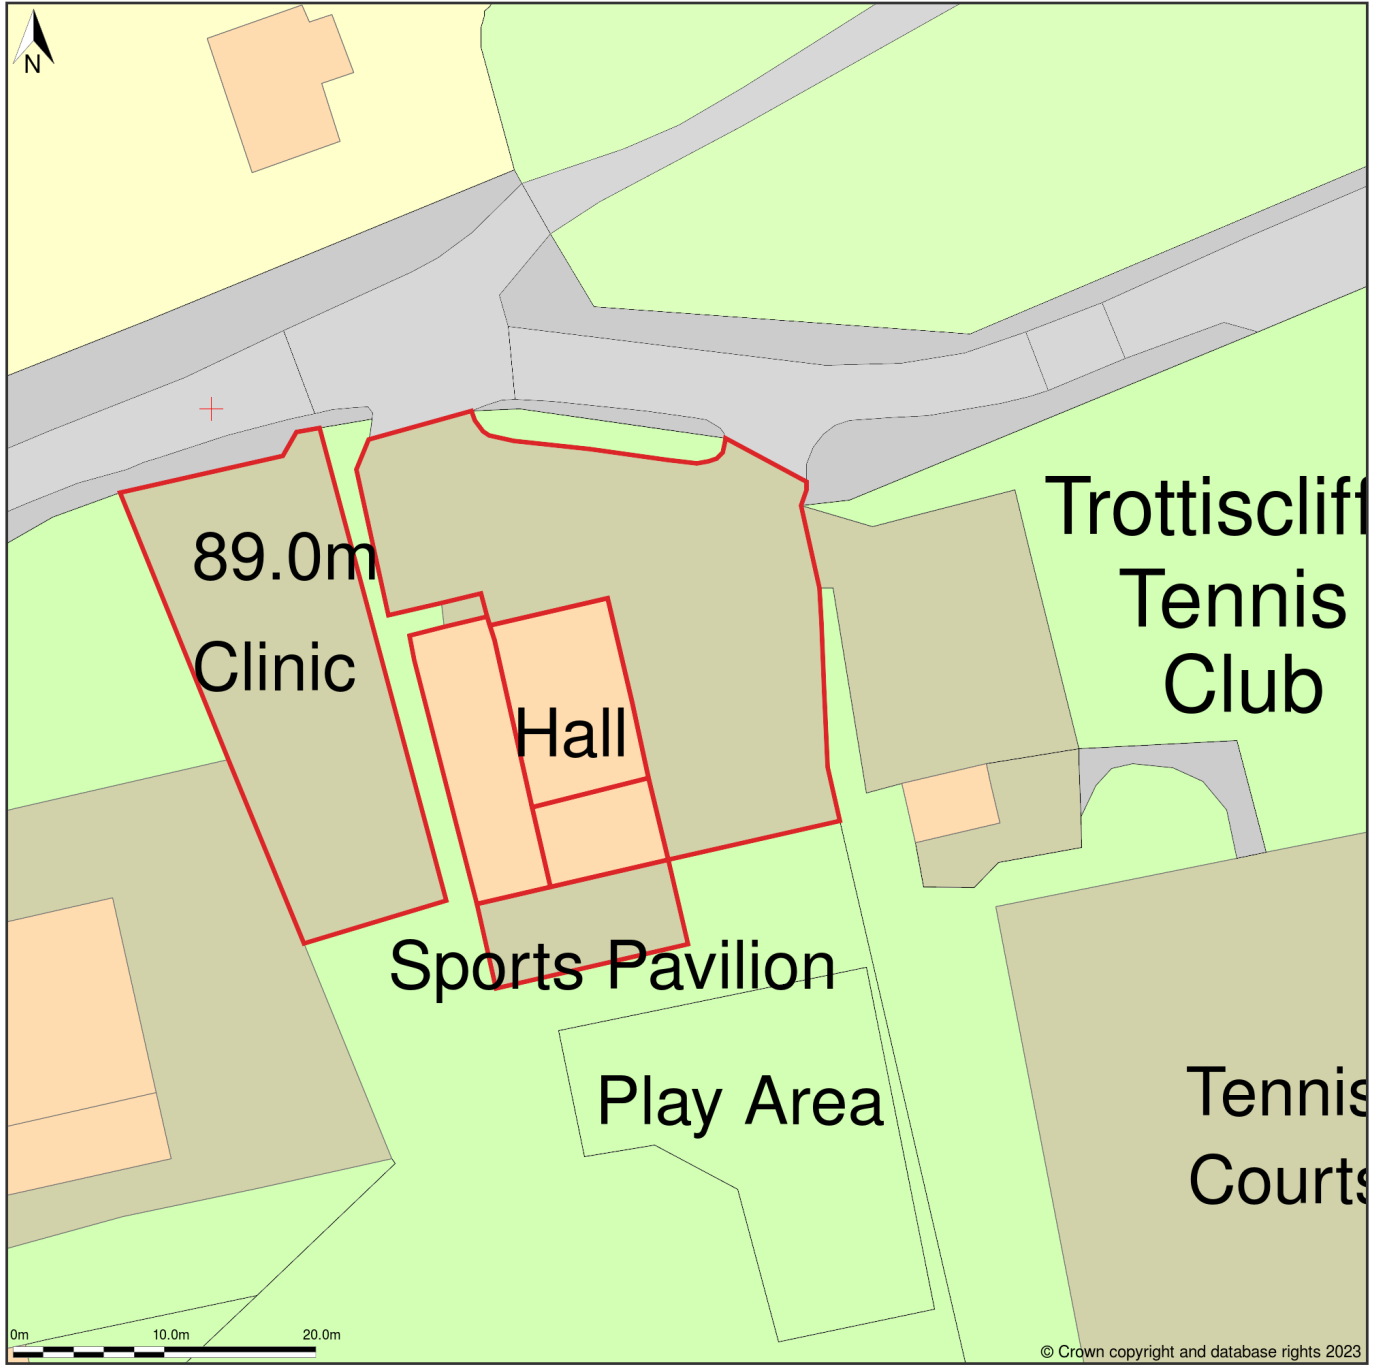 N
Trottiscliff
89.0m
Tennis
Clinic
Club
Hall
Sports Pavilion
Play Area
Tennis
Courts
0m 10.0m 20.0m
© Crown copyright and database rights 2023